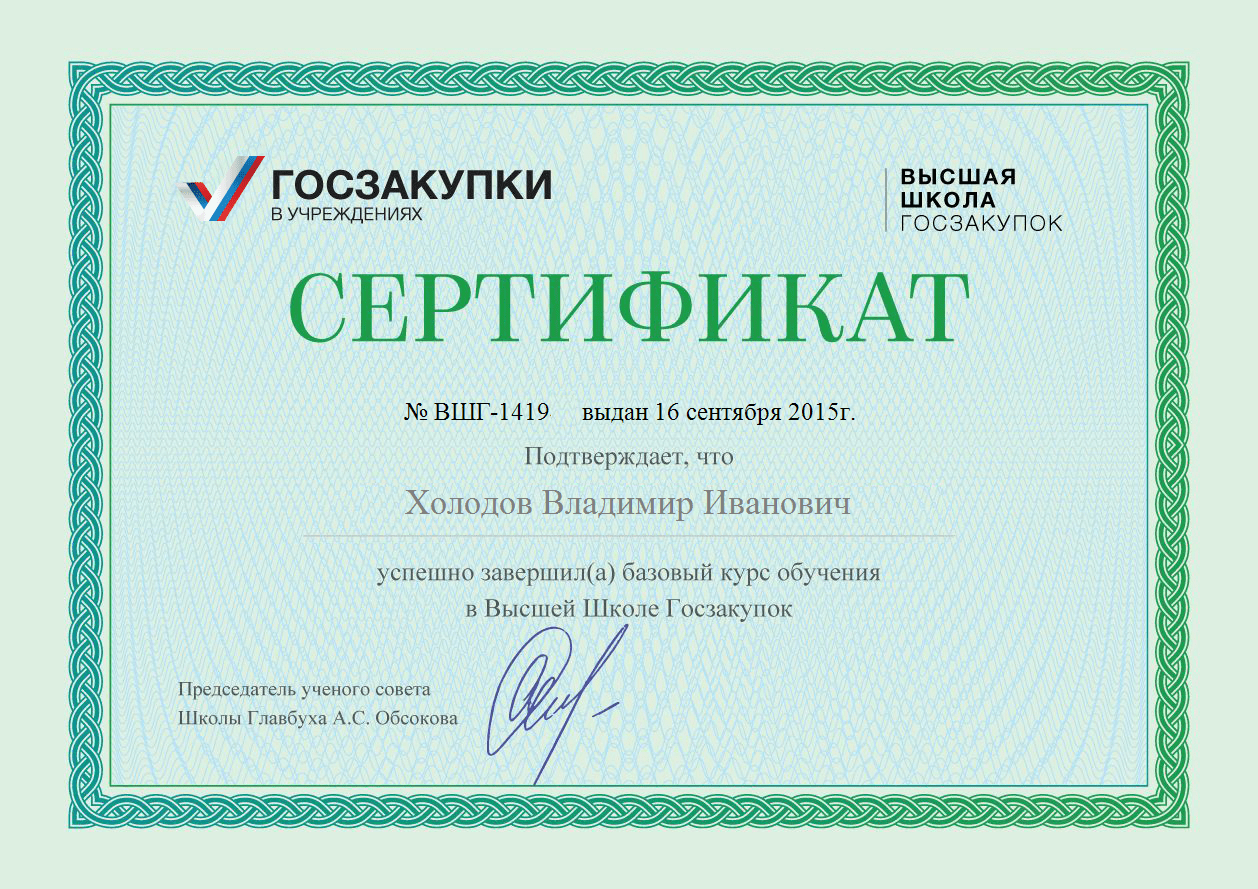 ГОСЗАКУПКИ
В УЧРЕЖДЕНИЯХ
ВЫСШАЯ
ШКОЛА
ГОСЗАКУПОК
СЕРТИФИКАТ
№ ВШГ-1419 выдан 16 сентября 2015г.
Подтверждает, что
Холодов Владимир Иванович
успешно завершил(а) базовый курс обучения
в Высшей Школе Госзакупок
Председатель ученого совета
Школы Главбуха А.С. Обсокова